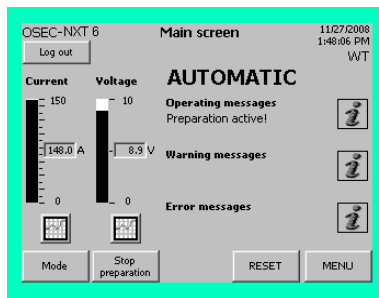 OSEC-NXT 6
Main screen
11/27/2008
1:48:06 PM
Log out
WT
Current
Voltage
AUTOMATIC
150
10
Operating messages
Preparation active!
148.0 A
8.9 V
Warning messages
0
0
Error messages
Mode
Stop
preparation
RESET
MENU